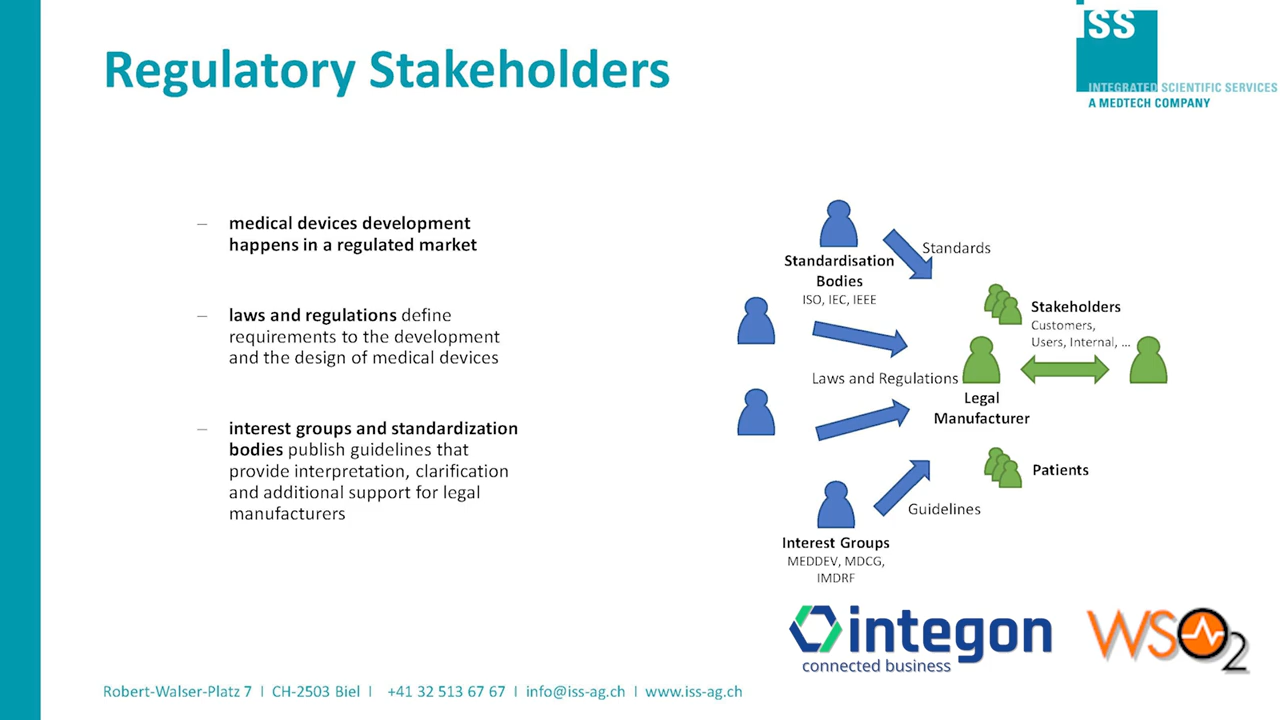 Regulatory Stakeholders
iss
INTEGRATED SCIENTIFIC SERVICES
A MEDTECH COMPANY
– medical devices development
happens in a regulated market
– laws and regulations define
requirements to the development
and the design of medical devices
– interest groups and standardization
bodies publish guidelines that
provide interpretation, clarification
and additional support for legal
manufacturers
Standards
Standardisation
Bodies
ISO, IEC, IEEE
Stakeholders
Customers,
Users, Internal, ...
Laws and Regulations
Legal
Manufacturer
Patients
Guidelines
Interest Groups
MEDDEV, MDCG,
IMDRF
integon
connected business
WSO2
Robert-Walser-Platz 7 I CH-2503 Biel I +41 32 513 67 67 I info@iss-ag.ch I www.iss-ag.ch